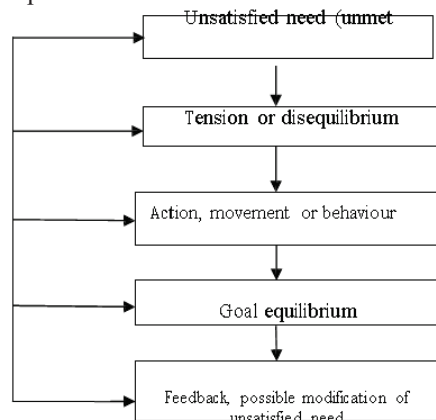 Unsatisfied need (unmet
Tension or disequilibrium
Action, movement or behaviour
Goal equilibrium
Feedback, possible modification of
unsatisfied need